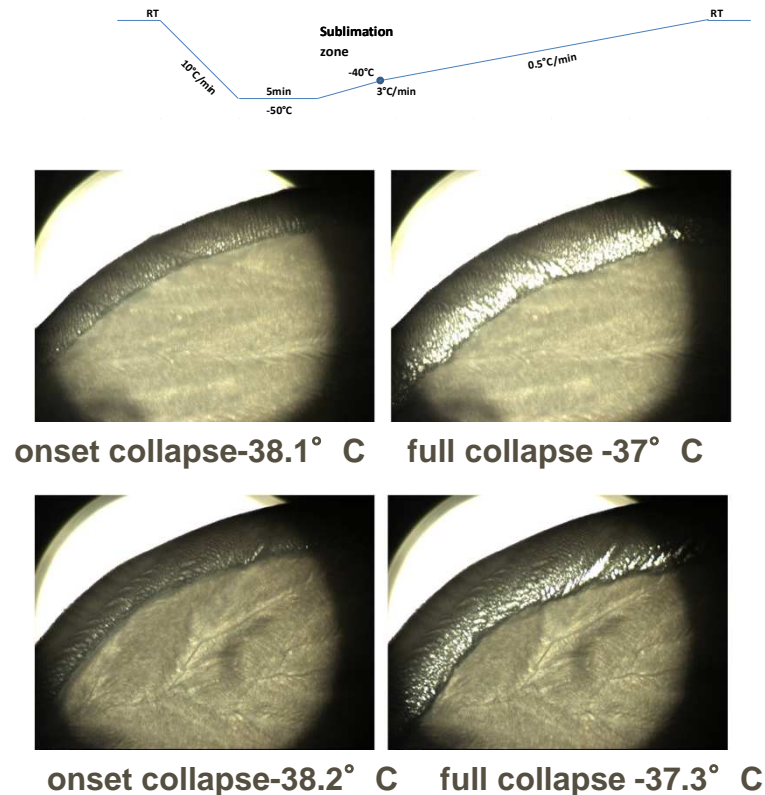 RT
RT
Sublimation
zone
10°C/min
-40°C
0.5°C/min
5min
3°C/min
-50°C
onset collapse-38.1° C
full collapse -37° C
onset collapse-38.2° C
full collapse -37.3° C